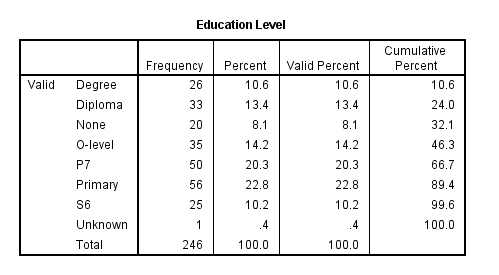 Education Level
Cumulative
Frequency Percent Valid Percent Percent
Valid Degree 26 10.6 10.6 10.6
Diploma 33 13.4 13.4 24.0
None 20 8.1 8.1 32.1
O-level 35 14.2 14.2 46.3
P7 50 20.3 20.3 66.7
Primary 56 22.8 22.8 89.4
S6 25 10.2 10.2 99.6
Unknown 1 .4 .4 100.0
Total 246 100.0 100.0